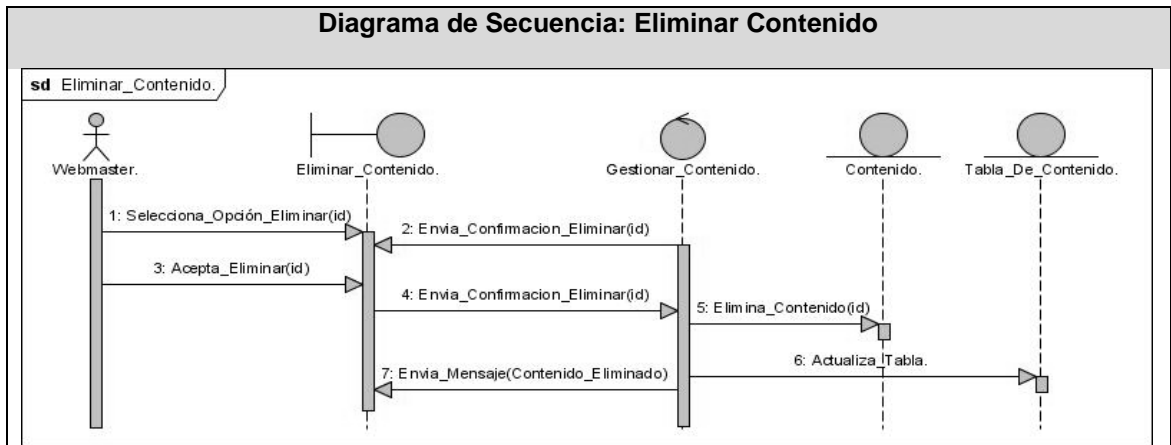 Diagrama de Secuencia: Eliminar Contenido
sd Eliminar_Contenido.
Webmaster.
Eliminar_Contenido.
Gestionar_Contenido.
Contenido.
Tabla_De_Contenido.
1: Selecciona_Opción_Eliminar(id)
2: Envia_Confirmacion_Eliminar(id)
3: Acepta_Eliminar(id)
4: Envia_Confirmacion_Eliminar(id)
5: Elimina_Contenido(id)
6: Actualiza_Tabla.
7: Envia_Mensaje(Contenido_Eliminado)